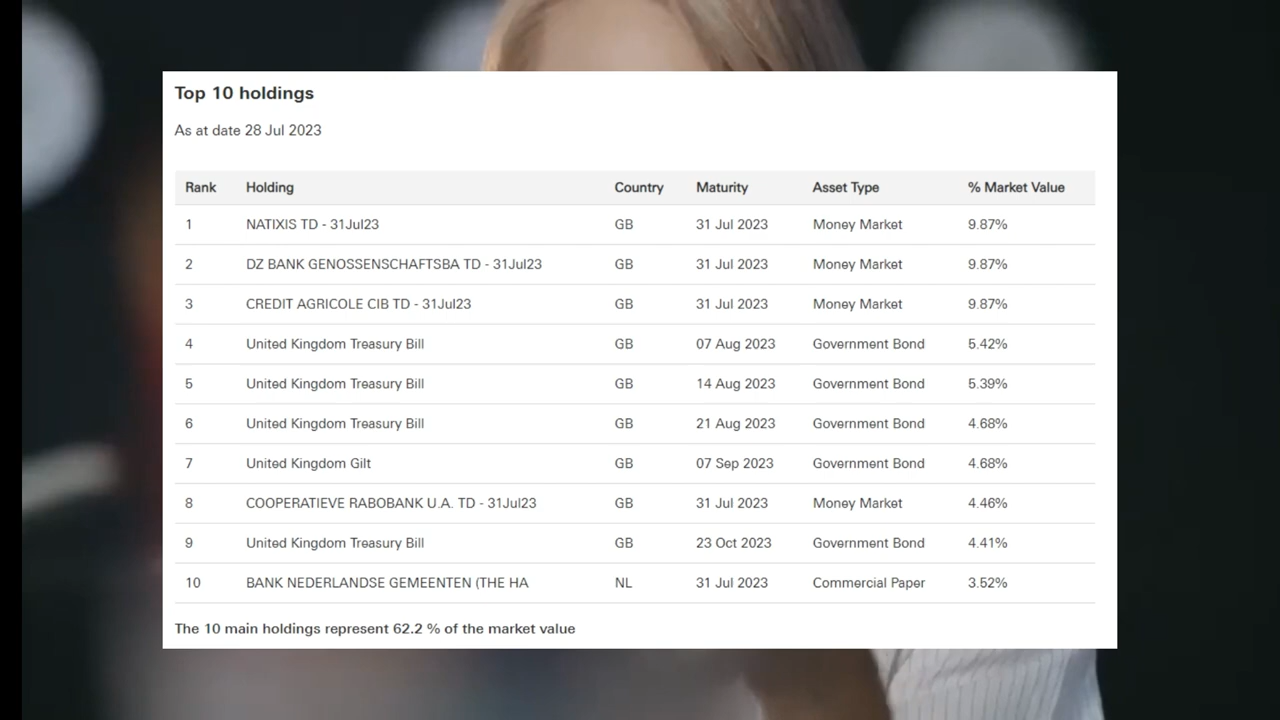 Top 10 holdings
As at date 28 Jul 2023
Rank Holding Country Maturity Asset Type % Market Value
1 NATIXIS TD - 31Jul23 GB 31 Jul 2023 Money Market 9.87%
2 DZ BANK GENOSSENSCHAFTSBA TD - 31Jul23 GB 31 Jul 2023 Money Market 9.87%
3 CREDIT AGRICOLE CIB TD - 31Jul23 GB 31 Jul 2023 Money Market 9.87%
4 United Kingdom Treasury Bill GB 07 Aug 2023 Government Bond 5.42%
5 United Kingdom Treasury Bill GB 14 Aug 2023 Government Bond 5.39%
6 United Kingdom Treasury Bill GB 21 Aug 2023 Government Bond 4.68%
7 United Kingdom Gilt GB 07 Sep 2023 Government Bond 4.68%
8 COOPERATIEVE RABOBANK U.A. TD - 31Jul23 GB 31 Jul 2023 Money Market 4.46%
9 United Kingdom Treasury Bill GB 23 Oct 2023 Government Bond 4.41%
10 BANK NEDERLANDSE GEMEENTEN (THE HA NL 31 Jul 2023 Commercial Paper 3.52%
The 10 main holdings represent 62.2 % of the market value